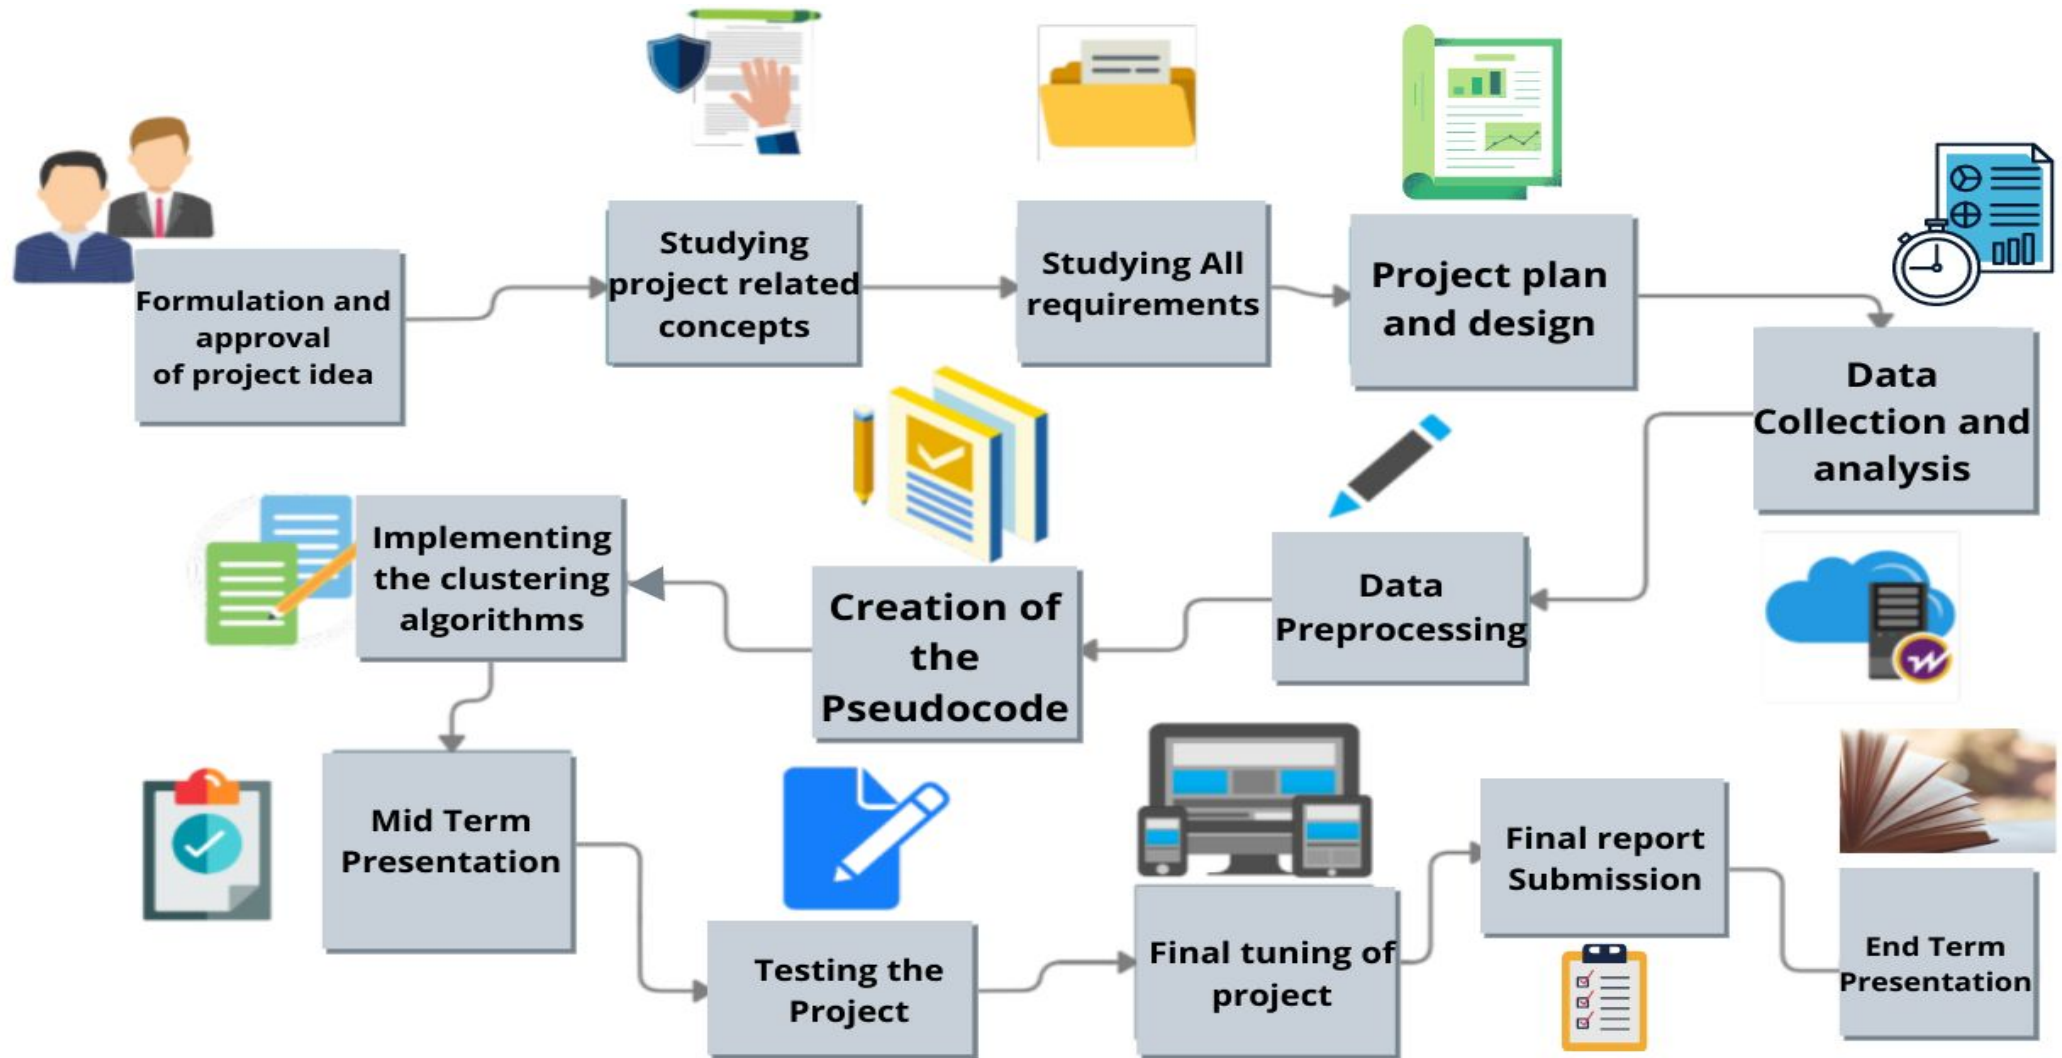 Formulation and
approval
of project idea
Studying
project related
concepts
Studying All
requirements
Project plan
and design
Data
Collection and
analysis
Data
Preprocessing
Creation of
the
Pseudocode
Implementing
the clustering
algorithms
Mid Term
Presentation
Testing the
Project
Final tuning of
project
Final report
Submission
End Term
Presentation